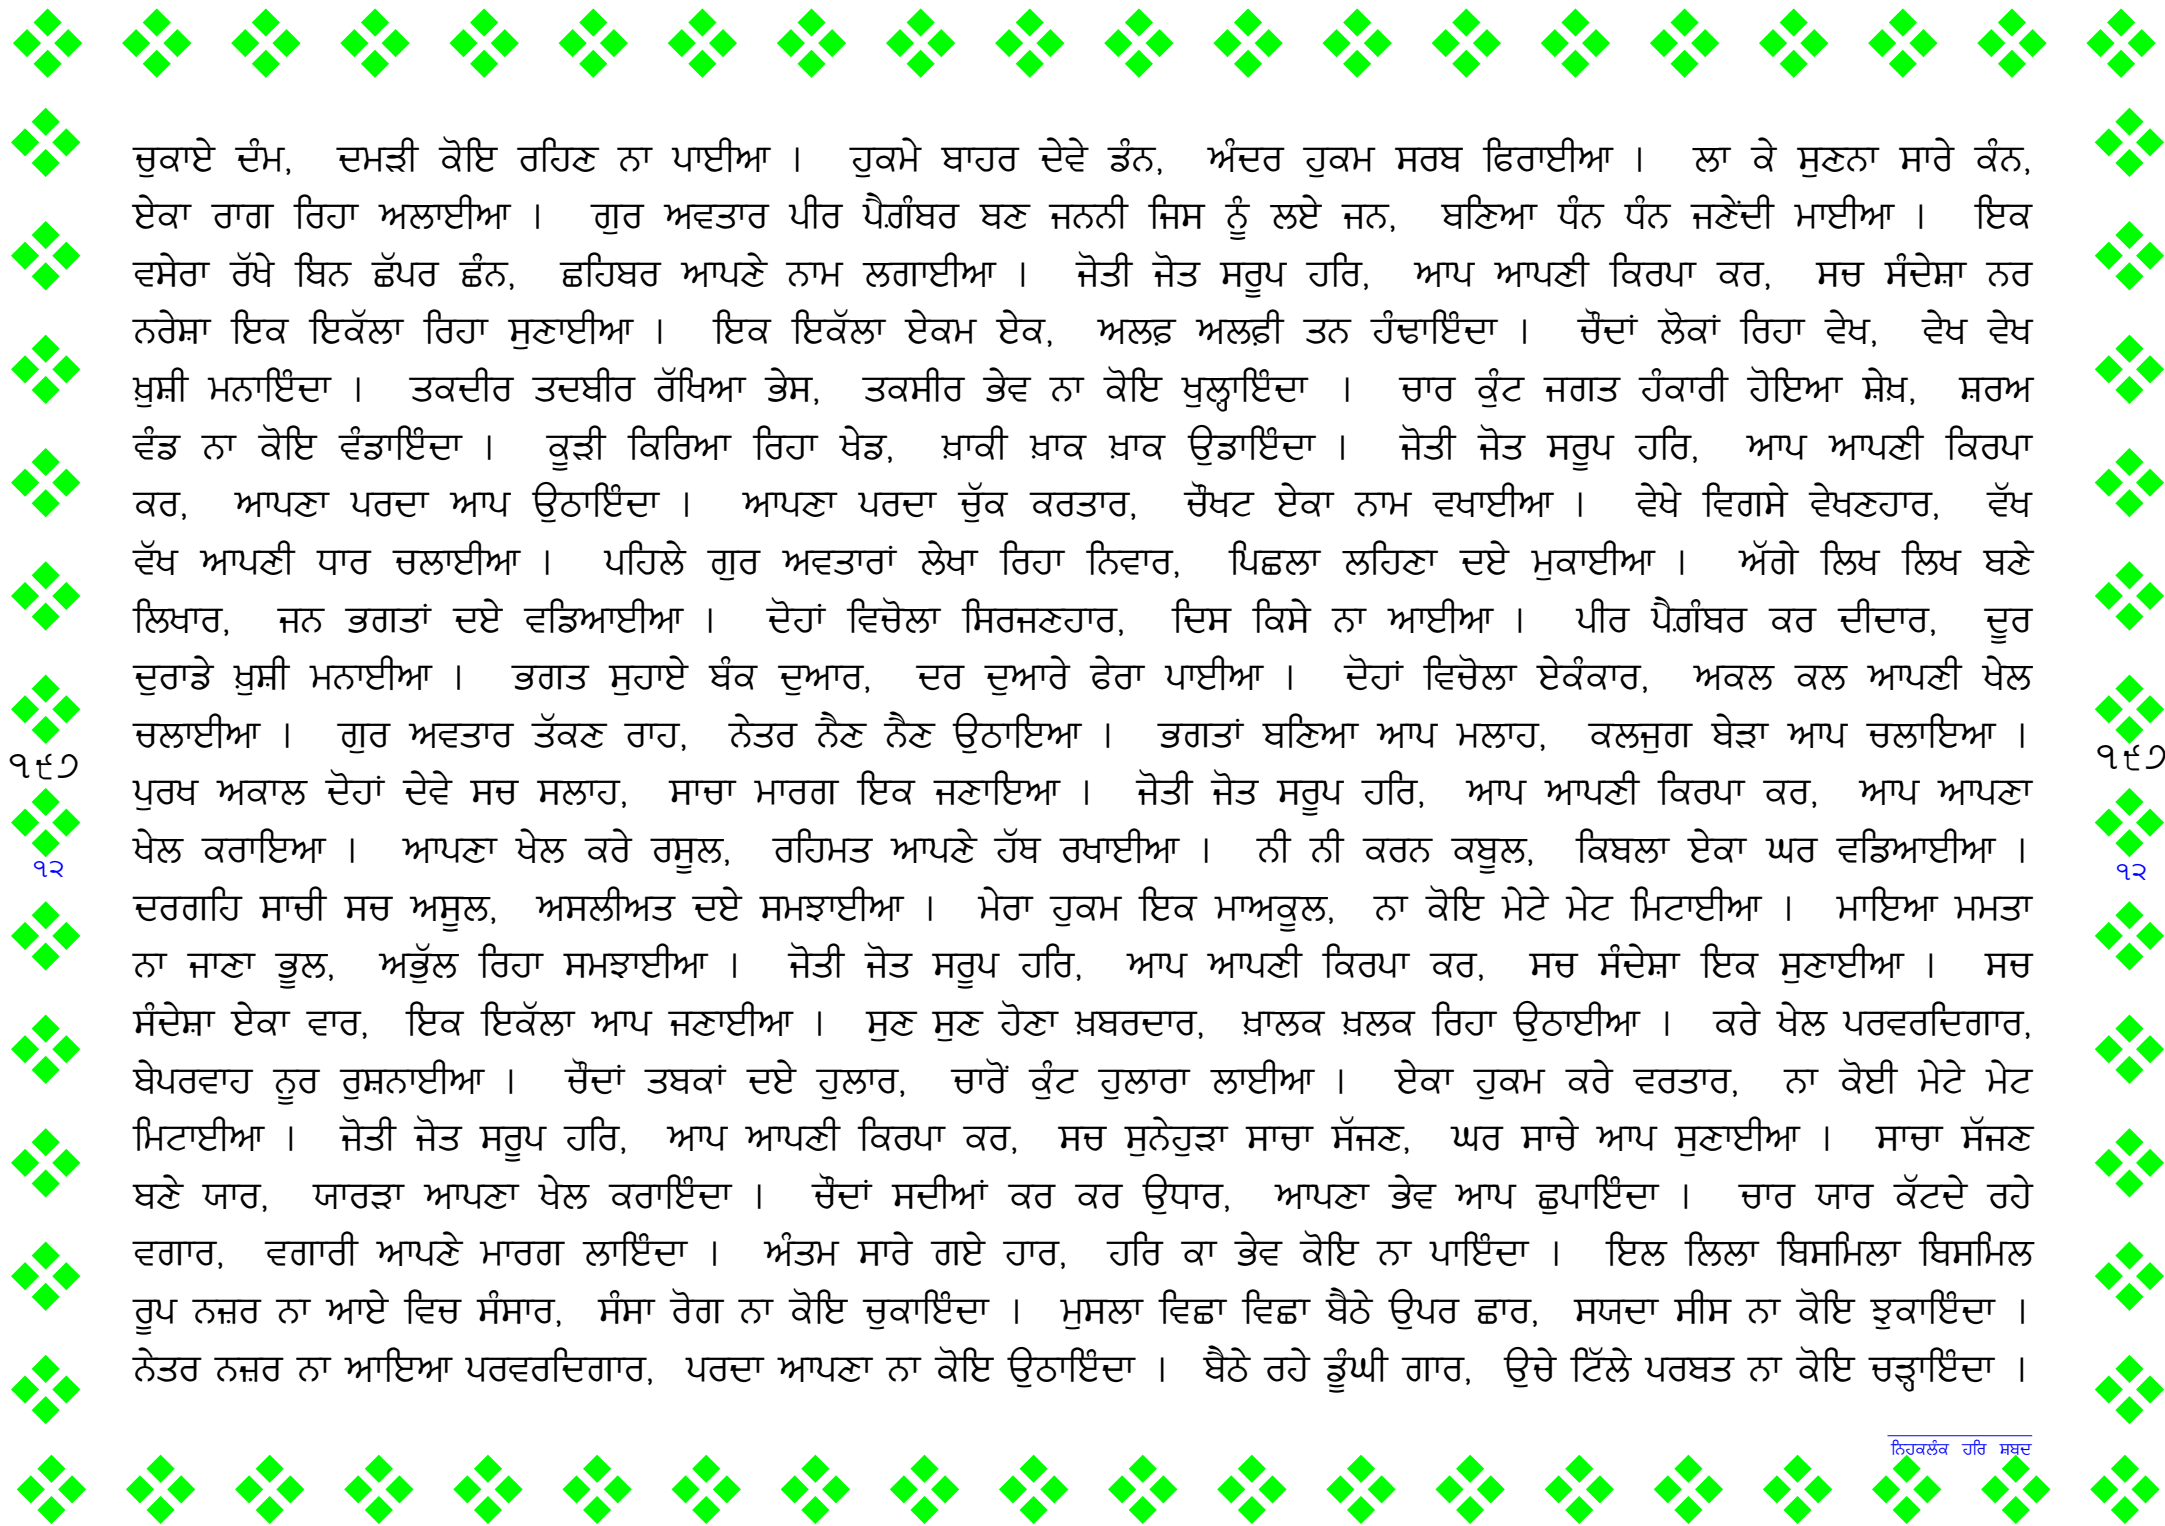 ਚੁਕਾਏ ਦੰਮ, ਦਮੜੀ ਕੋਇ ਰਹਿਣ ਨਾ ਪਾਈਆ । ਹੁਕਮੇ ਬਾਹਰ ਦੇਵੇ ਡੰਨ, ਅੰਦਰ ਹੁਕਮ ਸਰਬ ਫਿਰਾਈਆ । ਲਾ ਕੇ ਸੁਣਨਾ ਸਾਰੇ ਕੰਨ,
ਏਕਾ ਰਾਗ ਰਿਹਾ ਅਲਾਈਆ । ਗੁਰ ਅਵਤਾਰ ਪੀਰ ਪੈਗ਼ੰਬਰ ਬਣ ਜਨਨੀ ਜਿਸ ਨੂੰ ਲਏ ਜਨ, ਬਣਿਆ ਧੰਨ ਧੰਨ ਜਣੇਂਦੀ ਮਾਈਆ । ਇਕ
ਵਸੇਰਾ ਰੱਖੇ ਬਿਨ ਛੱਪਰ ਛੰਨ, ਛਹਿਬਰ ਆਪਣੇ ਨਾਮ ਲਗਾਈਆ । ਜੋਤੀ ਜੋਤ ਸਰੂਪ ਹਰਿ, ਆਪ ਆਪਣੀ ਕਿਰਪਾ ਕਰ, ਸਚ ਸੰਦੇਸ਼ਾ ਨਰ
ਨਰੇਸ਼ਾ ਇਕ ਇਕੱਲਾ ਰਿਹਾ ਸੁਣਾਈਆ । ਇਕ ਇਕੱਲਾ ਏਕਮ ਏਕ, ਅਲਫ਼ ਅਲਫ਼ੀ ਤਨ ਹੰਢਾਇੰਦਾ । ਚੌਦਾਂ ਲੋਕਾਂ ਰਿਹਾ ਵੇਖ, ਵੇਖ ਵੇਖ
ਖ਼ੁਸ਼ੀ ਮਨਾਇੰਦਾ । ਤਕਦੀਰ ਤਦਬੀਰ ਰੱਖਿਆ ਭੇਸ, ਤਕਸੀਰ ਭੇਵ ਨਾ ਕੋਇ ਖੁਲ੍ਹਾਇੰਦਾ । ਚਾਰ ਕੁੰਟ ਜਗਤ ਹੰਕਾਰੀ ਹੋਇਆ ਸ਼ੇਖ਼, ਸ਼ਰਅ
ਵੰਡ ਨਾ ਕੋਇ ਵੰਡਾਇੰਦਾ । ਕੂੜੀ ਕਿਰਿਆ ਰਿਹਾ ਖੇਡ, ਖ਼ਾਕੀ ਖ਼ਾਕ ਖ਼ਾਕ ਉਡਾਇੰਦਾ । ਜੋਤੀ ਜੋਤ ਸਰੂਪ ਹਰਿ, ਆਪ ਆਪਣੀ ਕਿਰਪਾ
ਕਰ, ਆਪਣਾ ਪਰਦਾ ਆਪ ਉਠਾਇੰਦਾ । ਆਪਣਾ ਪਰਦਾ ਚੁੱਕ ਕਰਤਾਰ, ਚੌਖਟ ਏਕਾ ਨਾਮ ਵਖਾਈਆ । ਵੇਖੇ ਵਿਗਸੇ ਵੇਖਣਹਾਰ, ਵੱਖ
ਵੱਖ ਆਪਣੀ ਧਾਰ ਚਲਾਈਆ । ਪਹਿਲੇ ਗੁਰ ਅਵਤਾਰਾਂ ਲੇਖਾ ਰਿਹਾ ਨਿਵਾਰ, ਪਿਛਲਾ ਲਹਿਣਾ ਦਏ ਮੁਕਾਈਆ । ਅੱਗੇ ਲਿਖ ਲਿਖ ਬਣੇ
ਲਿਖਾਰ, ਜਨ ਭਗਤਾਂ ਦਏ ਵਡਿਆਈਆ । ਦੋਹਾਂ ਵਿਚੋਲਾ ਸਿਰਜਣਹਾਰ, ਦਿਸ ਕਿਸੇ ਨਾ ਆਈਆ । ਪੀਰ ਪੈਗ਼ੰਬਰ ਕਰ ਦੀਦਾਰ, ਦੂਰ
ਦੁਰਾਡੇ ਖ਼ੁਸ਼ੀ ਮਨਾਈਆ । ਭਗਤ ਸੁਹਾਏ ਬੰਕ ਦੁਆਰ, ਦਰ ਦੁਆਰੇ ਫੇਰਾ ਪਾਈਆ । ਦੋਹਾਂ ਵਿਚੋਲਾ ਏਕੰਕਾਰ, ਅਕਲ ਕਲ ਆਪਣੀ ਖੇਲ
ਚਲਾਈਆ । ਗੁਰ ਅਵਤਾਰ ਤੱਕਣ ਰਾਹ, ਨੇਤਰ ਨੈਣ ਨੈਣ ਉਠਾਇਆ । ਭਗਤਾਂ ਬਣਿਆ ਆਪ ਮਲਾਹ, ਕਲਜੁਗ ਬੇੜਾ ਆਪ ਚਲਾਇਆ ।
ਪੁਰਖ ਅਕਾਲ ਦੋਹਾਂ ਦੇਵੇ ਸਚ ਸਲਾਹ, ਸਾਚਾ ਮਾਰਗ ਇਕ ਜਣਾਇਆ । ਜੋਤੀ ਜੋਤ ਸਰੂਪ ਹਰਿ, ਆਪ ਆਪਣੀ ਕਿਰਪਾ ਕਰ, ਆਪ ਆਪਣਾ
੧੯੭ ੧੯੭
ਖੇਲ ਕਰਾਇਆ । ਆਪਣਾ ਖੇਲ ਕਰੇ ਰਸੂਲ, ਰਹਿਮਤ ਆਪਣੇ ਹੱਥ ਰਖਾਈਆ । ਨੀ ਨੀ ਕਰਨ ਕਬੂਲ, ਕਿਬਲਾ ਏਕਾ ਘਰ ਵਡਿਆਈਆ ।
੧੨ ੧੨
ਦਰਗਹਿ ਸਾਚੀ ਸਚ ਅਸੂਲ, ਅਸਲੀਅਤ ਦਏ ਸਮਝਾਈਆ । ਮੇਰਾ ਹੁਕਮ ਇਕ ਮਾਅਕੂਲ, ਨਾ ਕੋਇ ਮੇਟੇ ਮੇਟ ਮਿਟਾਈਆ । ਮਾਇਆ ਮਮਤਾ
ਨਾ ਜਾਣਾ ਭੂਲ, ਅਭੁੱਲ ਰਿਹਾ ਸਮਝਾਈਆ । ਜੋਤੀ ਜੋਤ ਸਰੂਪ ਹਰਿ, ਆਪ ਆਪਣੀ ਕਿਰਪਾ ਕਰ, ਸਚ ਸੰਦੇਸ਼ਾ ਇਕ ਸੁਣਾਈਆ । ਸਚ
ਸੰਦੇਸ਼ਾ ਏਕਾ ਵਾਰ, ਇਕ ਇਕੱਲਾ ਆਪ ਜਣਾਈਆ । ਸੁਣ ਸੁਣ ਹੋਣਾ ਖ਼ਬਰਦਾਰ, ਖ਼ਾਲਕ ਖ਼ਲਕ ਰਿਹਾ ਉਠਾਈਆ । ਕਰੇ ਖੇਲ ਪਰਵਰਦਿਗਾਰ,
ਬੇਪਰਵਾਹ ਨੂਰ ਰੁਸ਼ਨਾਈਆ । ਚੌਦਾਂ ਤਬਕਾਂ ਦਏ ਹੁਲਾਰ, ਚਾਰੋਂ ਕੁੰਟ ਹੁਲਾਰਾ ਲਾਈਆ । ਏਕਾ ਹੁਕਮ ਕਰੇ ਵਰਤਾਰ, ਨਾ ਕੋਈ ਮੇਟੇ ਮੇਟ
ਮਿਟਾਈਆ । ਜੋਤੀ ਜੋਤ ਸਰੂਪ ਹਰਿ, ਆਪ ਆਪਣੀ ਕਿਰਪਾ ਕਰ, ਸਚ ਸੁਨੇਹੁੜਾ ਸਾਚਾ ਸੱਜਣ, ਘਰ ਸਾਚੇ ਆਪ ਸੁਣਾਈਆ । ਸਾਚਾ ਸੱਜਣ
ਬਣੇ ਯਾਰ, ਯਾਰੜਾ ਆਪਣਾ ਖੇਲ ਕਰਾਇੰਦਾ । ਚੌਦਾਂ ਸਦੀਆਂ ਕਰ ਕਰ ਉਧਾਰ, ਆਪਣਾ ਭੇਵ ਆਪ ਛੁਪਾਇੰਦਾ । ਚਾਰ ਯਾਰ ਕੱਟਦੇ ਰਹੇ
ਵਗਾਰ, ਵਗਾਰੀ ਆਪਣੇ ਮਾਰਗ ਲਾਇੰਦਾ । ਅੰਤਮ ਸਾਰੇ ਗਏ ਹਾਰ, ਹਰਿ ਕਾ ਭੇਵ ਕੋਇ ਨਾ ਪਾਇੰਦਾ । ਇਲ ਲਿਲਾ ਬਿਸਮਿਲਾ ਬਿਸਮਿਲ
ਰੂਪ ਨਜ਼ਰ ਨਾ ਆਏ ਵਿਚ ਸੰਸਾਰ, ਸੰਸਾ ਰੋਗ ਨਾ ਕੋਇ ਚੁਕਾਇੰਦਾ । ਮੁਸਲਾ ਵਿਛਾ ਵਿਛਾ ਬੈਠੇ ਉਪਰ ਛਾਰ, ਸਯਦਾ ਸੀਸ ਨਾ ਕੋਇ ਝੁਕਾਇੰਦਾ ।
ਨੇਤਰ ਨਜ਼ਰ ਨਾ ਆਇਆ ਪਰਵਰਦਿਗਾਰ, ਪਰਦਾ ਆਪਣਾ ਨਾ ਕੋਇ ਉਠਾਇੰਦਾ । ਬੈਠੇ ਰਹੇ ਡੂੰਘੀ ਗਾਰ, ਉਚੇ ਟਿੱਲੇ ਪਰਬਤ ਨਾ ਕੋਇ ਚੜ੍ਹਾਇੰਦਾ ।
ਨਿਹਕਲੰਕ ਹਰਿ ਸ਼ਬਦ